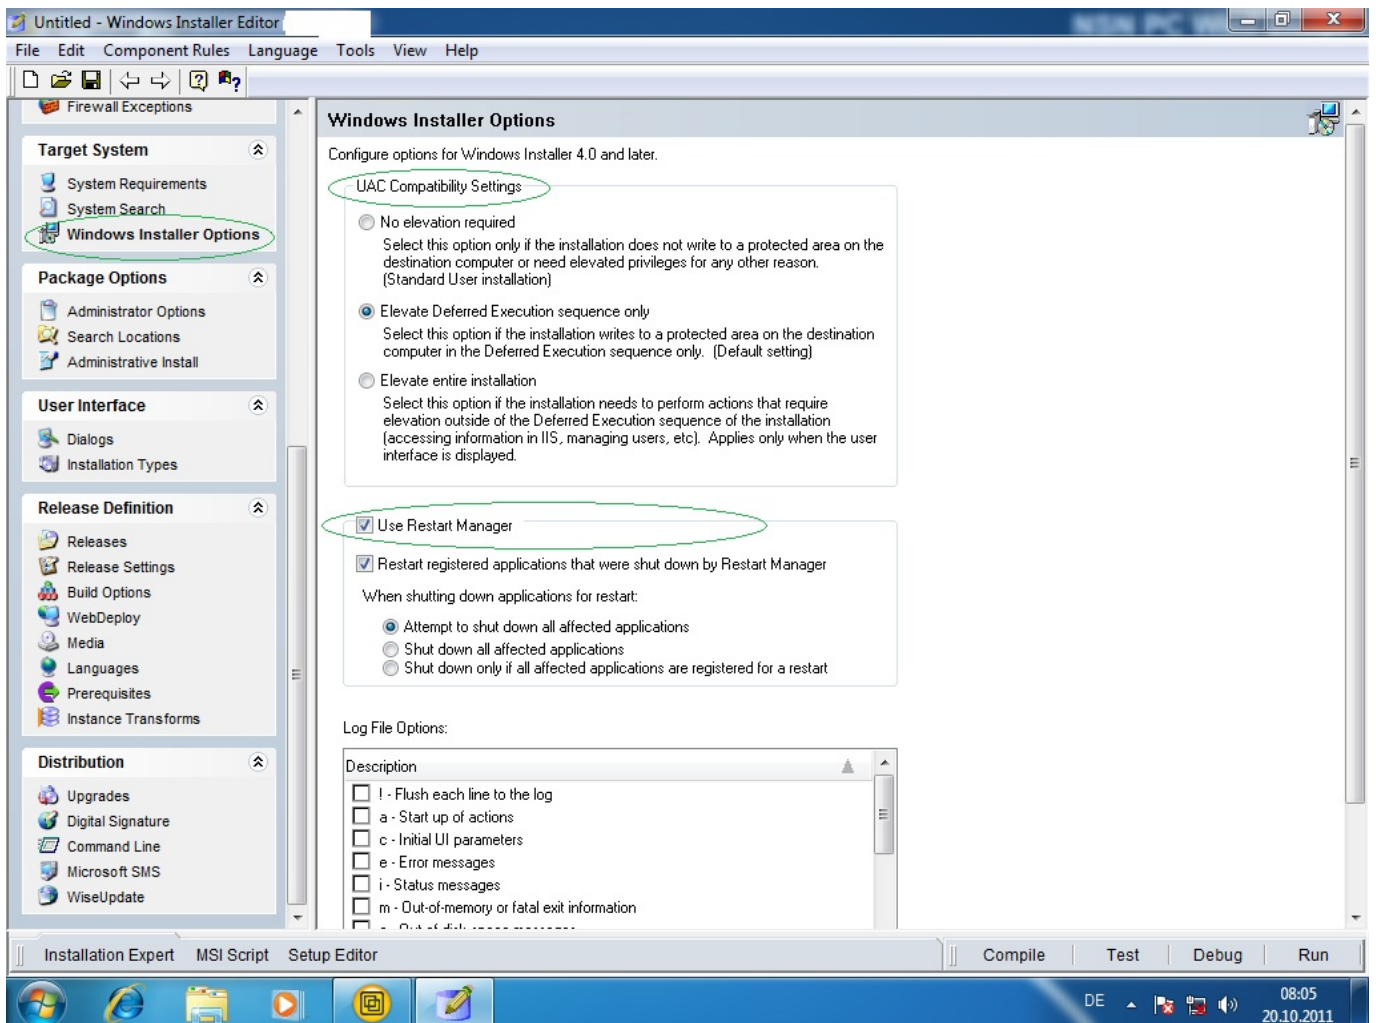 Untitled - Windows Installer Editor
NSN PC
File Edit Component Rules Language Tools View Help
Firewall Exceptions
Target System
System Requirements
System Search
Windows Installer Options
Package Options
Administrator Options
Search Locations
Administrative Install
User Interface
Dialogs
Installation Types
Release Definition
Releases
Release Settings
Build Options
WebDeploy
Media
Languages
Prerequisites
Instance Transforms
Distribution
Upgrades
Digital Signature
Command Line
Microsoft SMS
WiseUpdate
Windows Installer Options
Configure options for Windows Installer 4.0 and later.
UAC Compatibility Settings
No elevation required
Select this option only if the installation does not write to a protected area on the
destination computer or need elevated privileges for any other reason.
(Standard User installation)
Elevate Deferred Execution sequence only
Select this option if the installation writes to a protected area on the destination
computer in the Deferred Execution sequence only. (Default setting)
Elevate entire installation
Select this option if the installation needs to perform actions that require
elevation outside of the Deferred Execution sequence of the installation
(accessing information in IIS, managing users, etc). Applies only when the user
interface is displayed.
Use Restart Manager
Restart registered applications that were shut down by Restart Manager
When shutting down applications for restart:
Attempt to shut down all affected applications
Shut down all affected applications
Shut down only if all affected applications are registered for a restart
Log File Options:
Description
! - Flush each line to the log
a - Start up of actions
c - Initial UI parameters
e - Error messages
i - Status messages
m - Out-of-memory or fatal exit information
Installation Expert MSI Script Setup Editor
Compile Test Debug Run
DE
08:05
20.10.2011